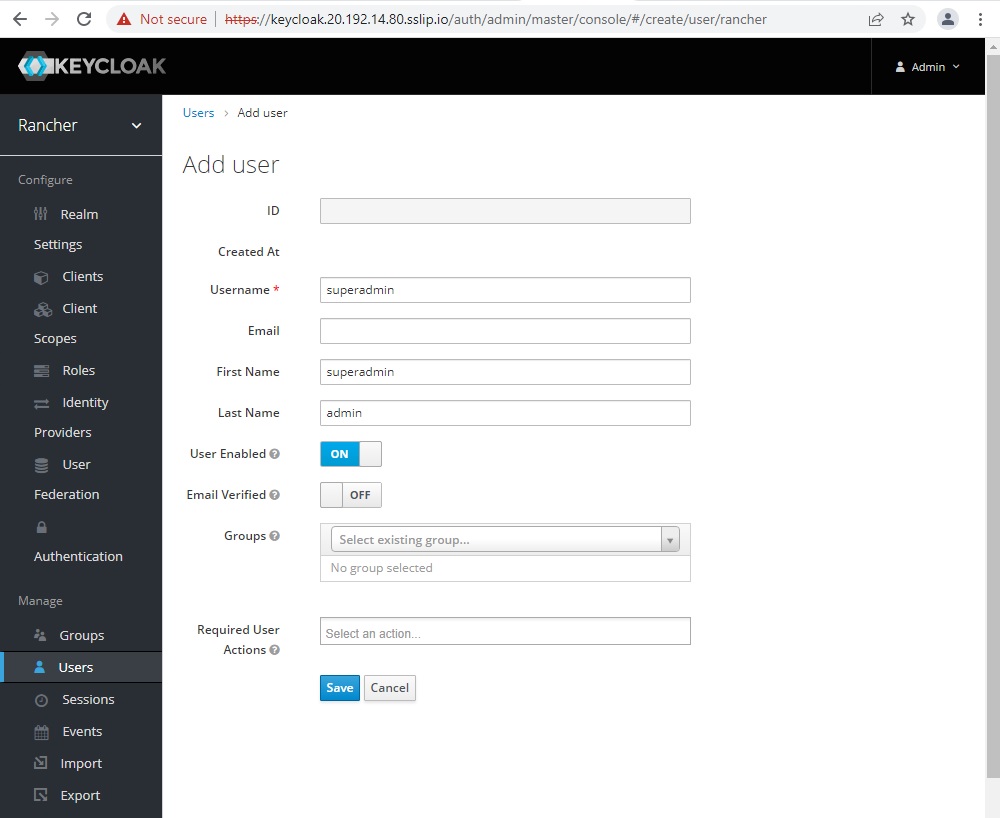 Not secure
https://keycloak.20.192.14.80.sslip.io/auth/admin/master/console/#/create/user/rancher
KEYCLOAK
Admin
Rancher
Users › Add user
Add user
Configure
Realm
Settings
Clients
Client
Scopes
Roles
Identity
Providers
User
Federation
Authentication
Manage
Groups
Users
Sessions
Events
Import
Export
ID
Created At
Username * superadmin
Email
First Name superadmin
Last Name admin
User Enabled ON
Email Verified OFF
Groups Select existing group...
No group selected
Required User
Actions
Select an action...
Save Cancel